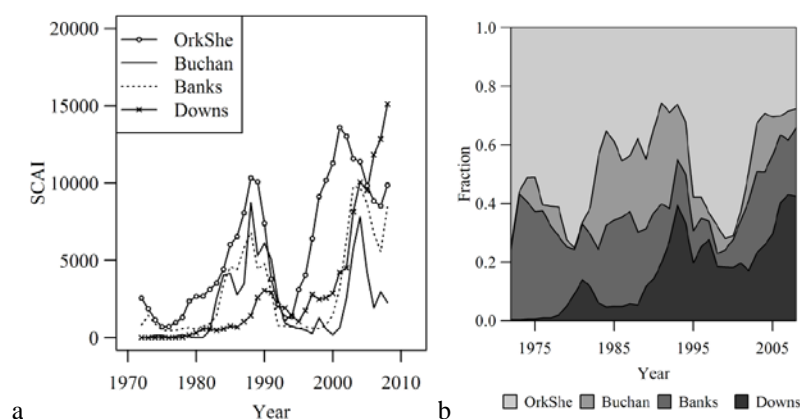 20000
15000
10000
5000
0
SCAI
OrkShe
Buchan
Banks
Downs
1970 1980 1990 2000 2010
Year
a
1.0
0.8
0.6
0.4
0.2
0.0
Fraction
1975 1985 1995 2005
Year
OrkShe Buchan Banks Downs
b